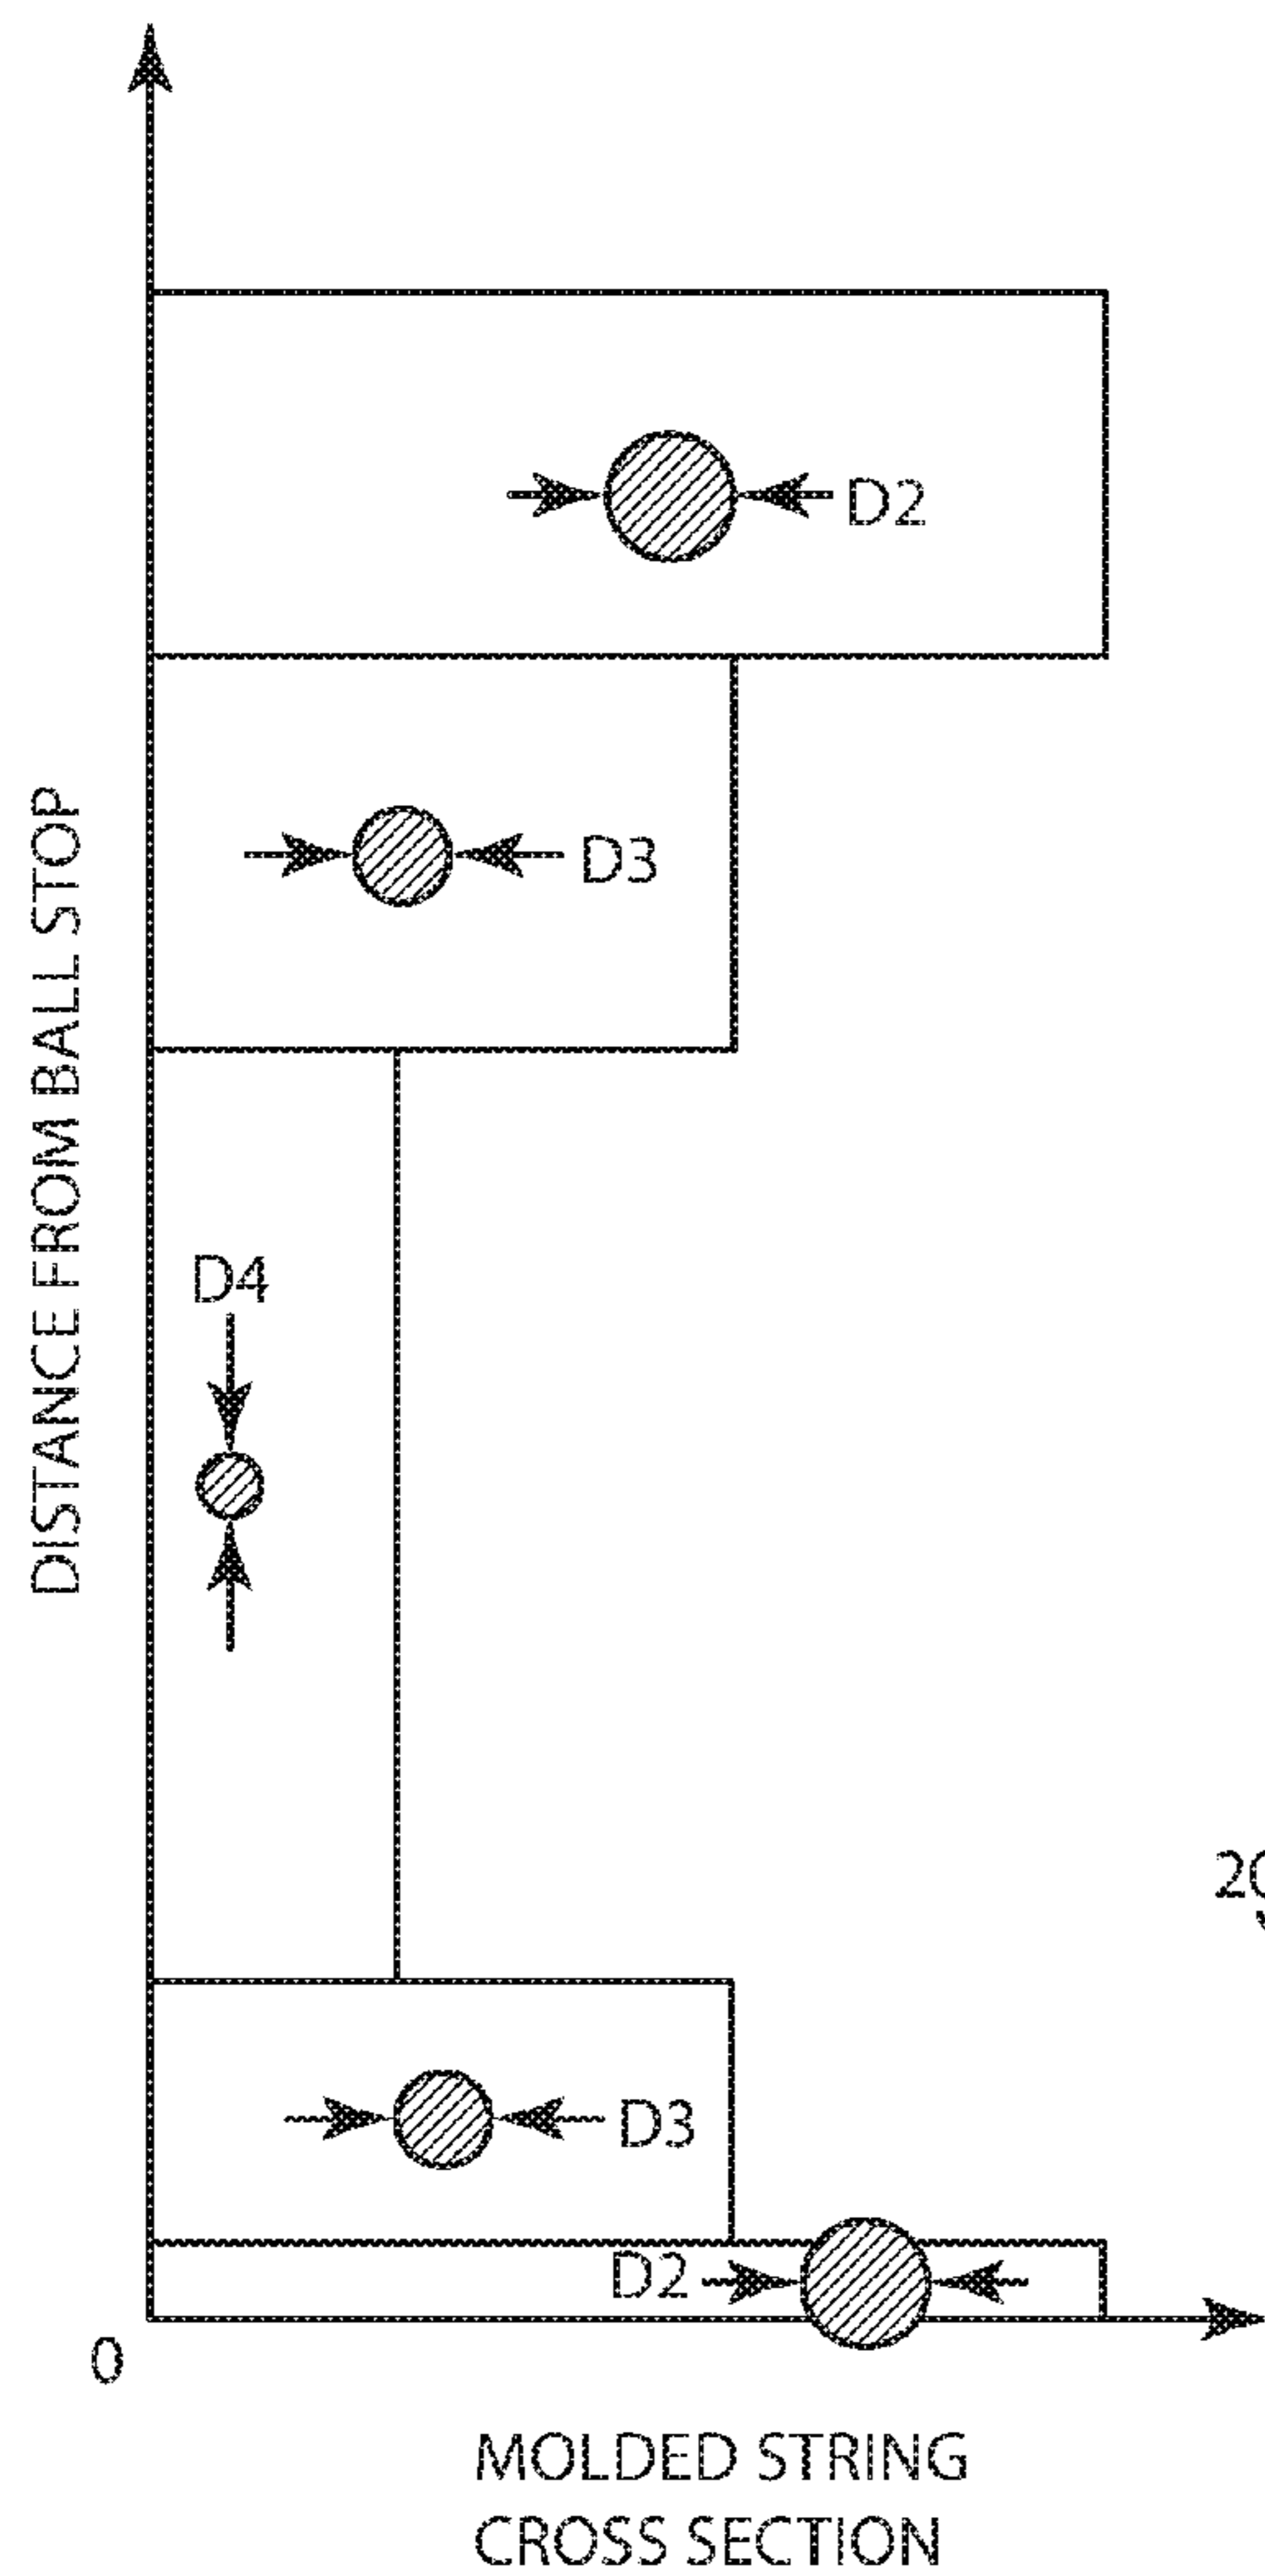 D2
D3
DISTANCE FROM BALL STOP
D4
D3
D2
0
MOLDED STRING
CROSS SECTION